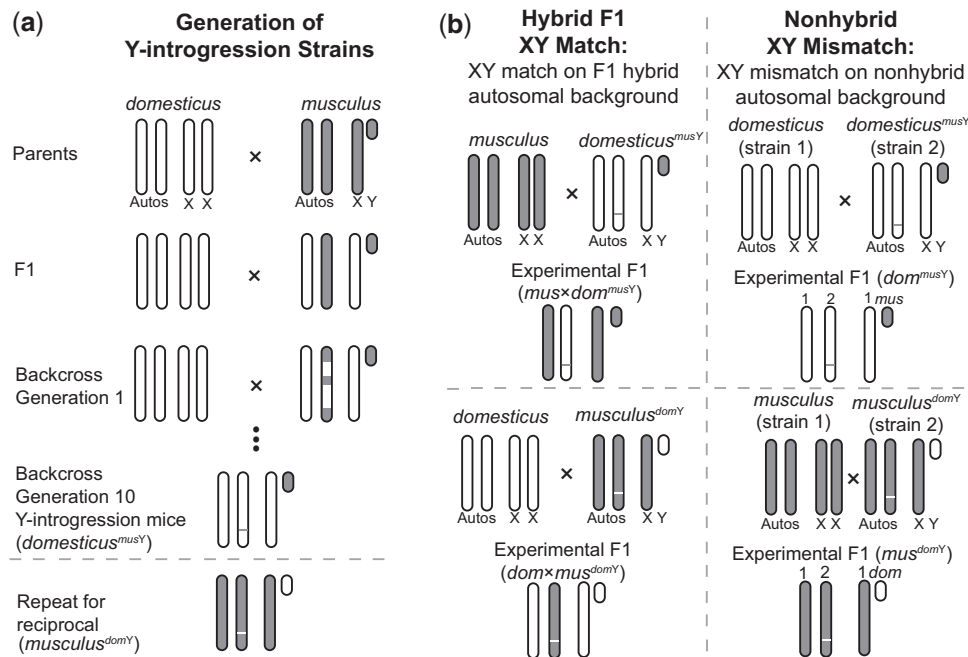 (a)
Generation of
Y-introgression Strains
domesticus
musculus
Parents
×
Autos X X
Autos X Y
F1
×
Backcross
Generation 1
×
Backcross
Generation 10
Y-introgression mice
(domesticusmusY)
Repeat for
reciprocal
(musculusdomY)
(b)
Hybrid F1
XY Match:
XY match on F1 hybrid
autosomal background
musculus
domesticusmusY
×
Autos X X
Autos X Y
Experimental F1
(mus×dommusY)
Nonhybrid
XY Mismatch:
XY mismatch on nonhybrid
autosomal background
domesticus
(strain 1)
domesticusmusY
(strain 2)
×
Autos X X
Autos X Y
Experimental F1 (dommusY)
1 2 1 mus
domesticus
musculusdomY
×
Autos X X
Autos X Y
Experimental F1
(dom×musdomY)
musculus
(strain 1)
musculusdomY
(strain 2)
×
Autos X X
Autos X Y
Experimental F1 (musdomY)
1 2 1 dom